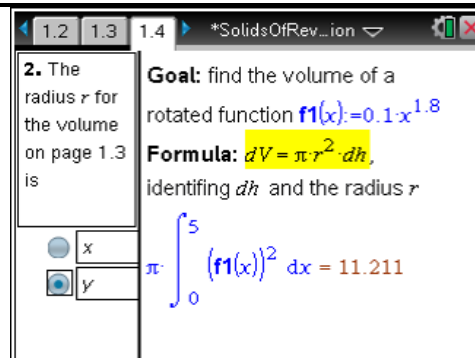 1.2 1.3 1.4 *SolidsOfRev…ion
2. The
radius r for
the volume
on page 1.3
is
x
y
Goal: find the volume of a
rotated function f1(x):=0.1·x^1.8
Formula: dV = π·r²·dh,
identifing dh and the radius r
π· ∫₀⁵ (f1(x))² dx = 11.211